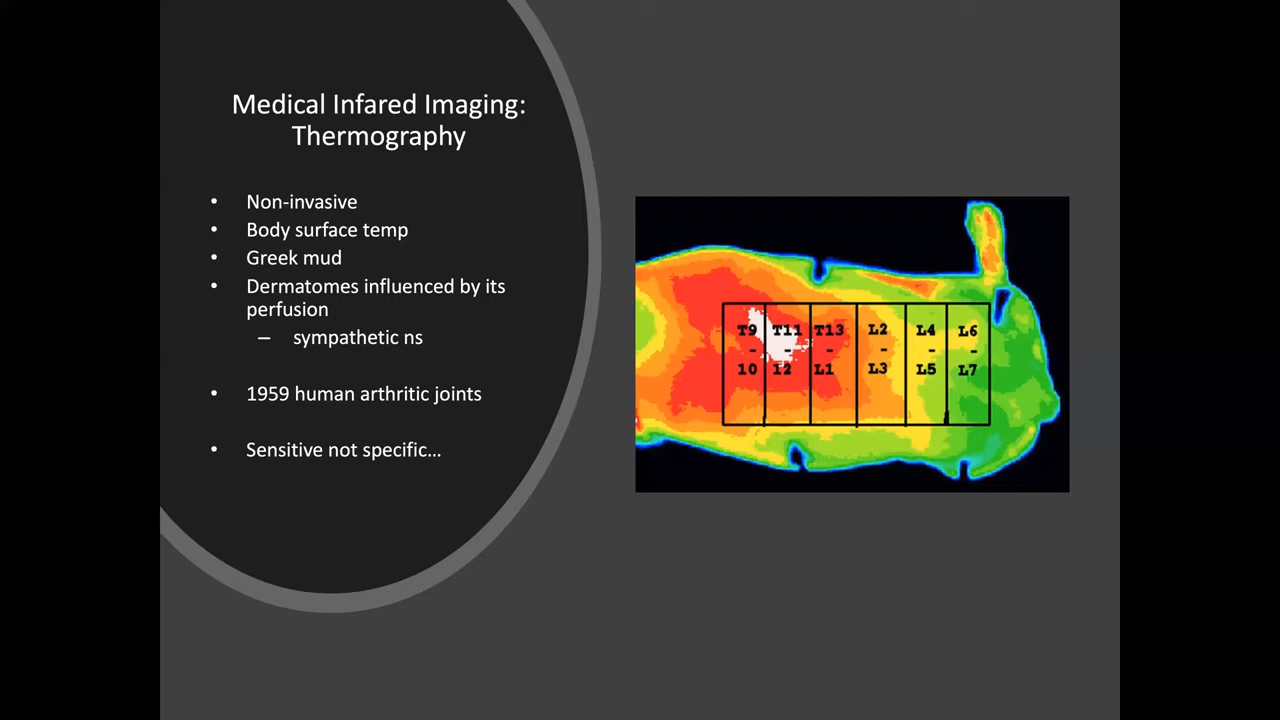 Medical Infared Imaging:
Thermography
• Non-invasive
• Body surface temp
• Greek mud
• Dermatomes influenced by its
perfusion
– sympathetic ns
• 1959 human arthritic joints
• Sensitive not specific...
T9 T11 T13 L2 L4 L6
- - - - - -
10 12 L1 L3 L5 L7